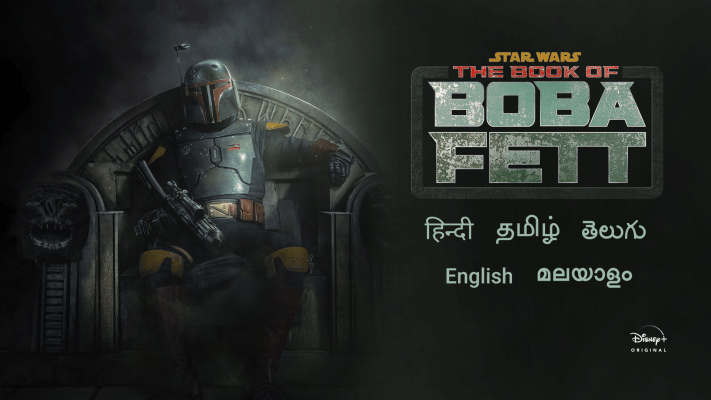 STAR WARS
THE BOOK OF
BOBA
FETT
हिन्दी தமிழ் తెలుగు
English മലയാളം
Disney+
ORIGINAL